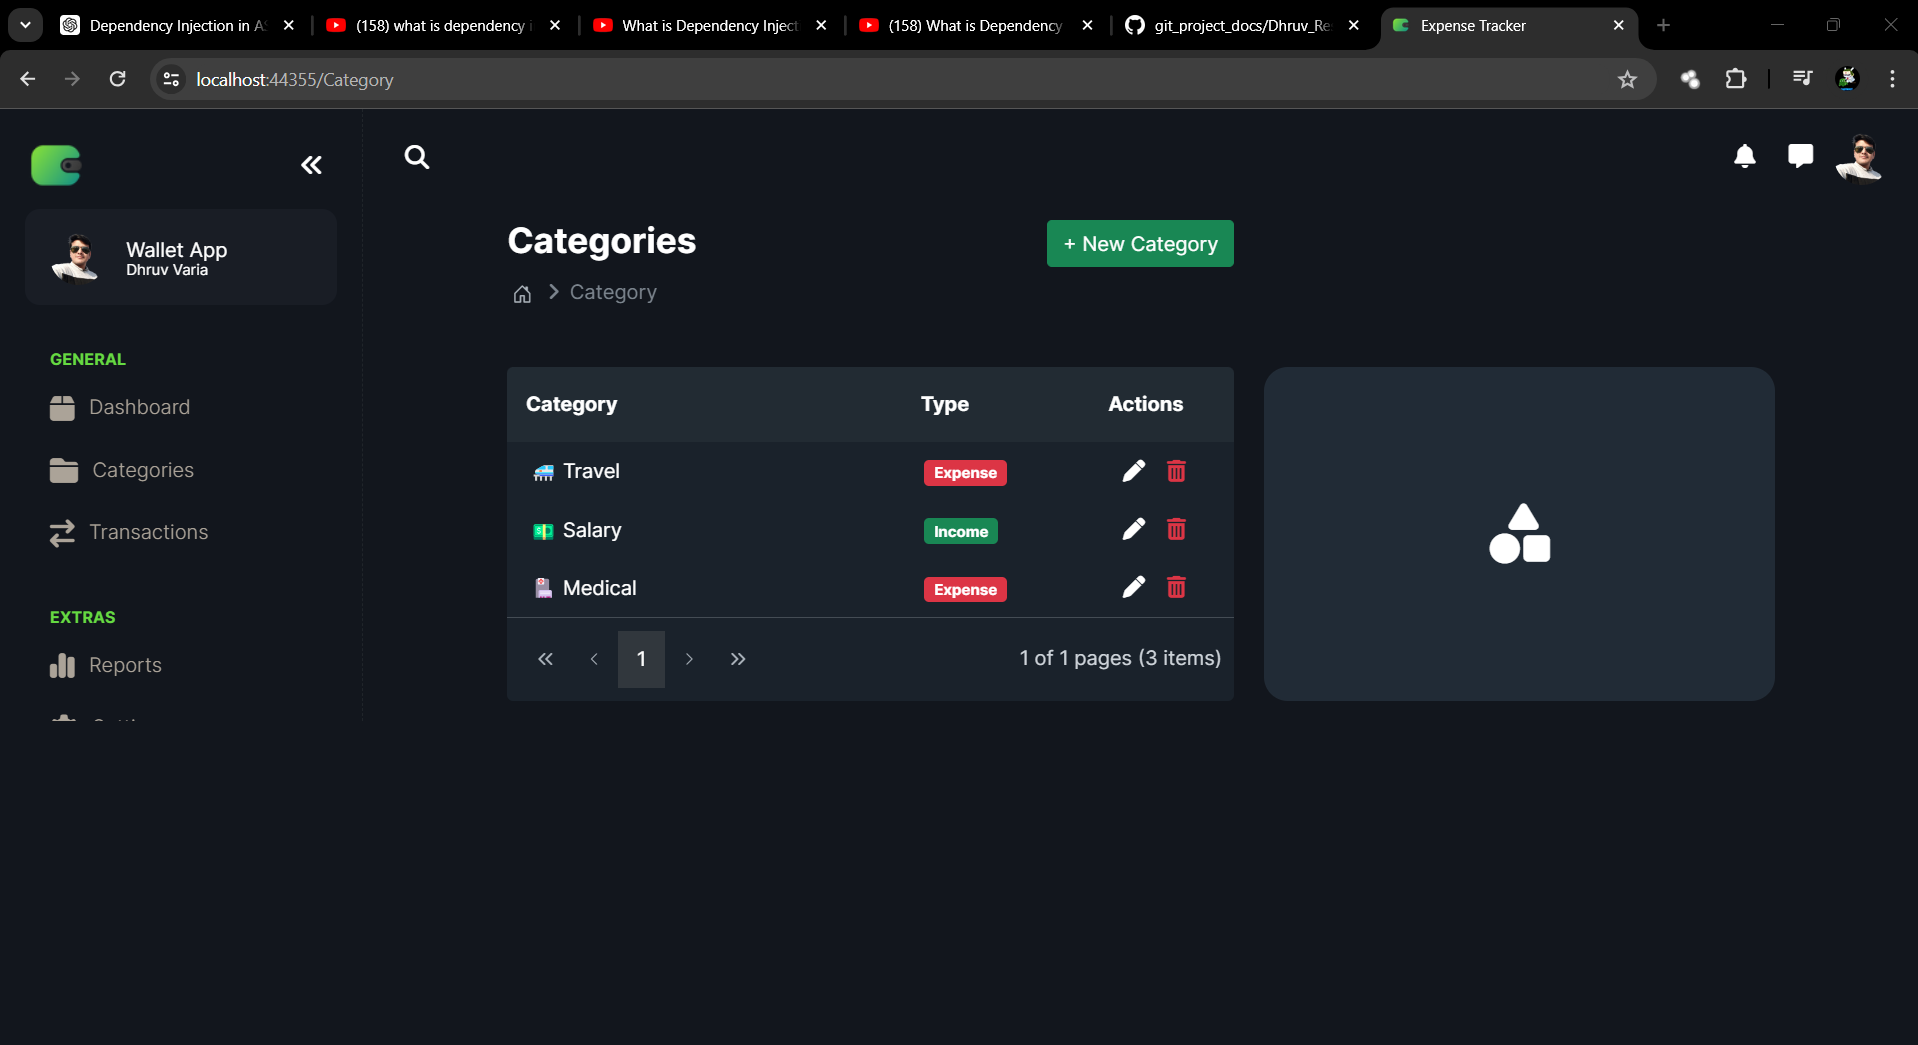 Dependency Injection in A
(158) what is dependency
What is Dependency Inject
(158) What is Dependency
git_project_docs/Dhruv_Re
Expense Tracker
localhost:44355/Category
Wallet App
Dhruv Varia
GENERAL
Dashboard
Categories
Transactions
EXTRAS
Reports
Categories
+ New Category
Category
Category Type Actions
Travel Expense
Salary Income
Medical Expense
« ‹ 1 › » 1 of 1 pages (3 items)